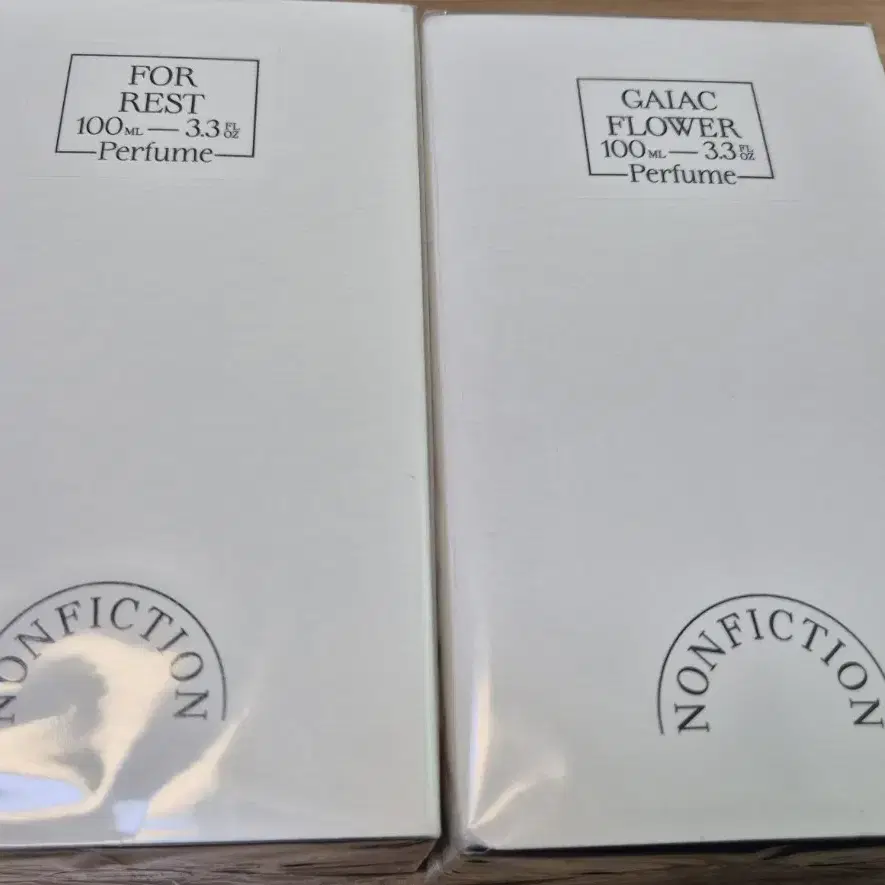 FOR
REST
100ML — 3.3 FL OZ
Perfume
NONFICTION
GAIAC
FLOWER
100ML — 3.3 FL OZ
Perfume
NONFICTION